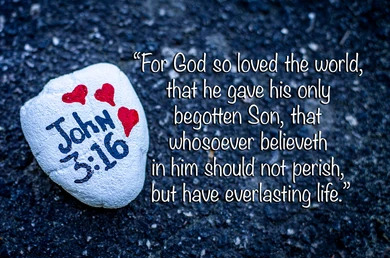 John
3:16
“For God so loved the world,
that he gave his only
begotten Son, that
whosoever believeth
in him should not perish,
but have everlasting life.”